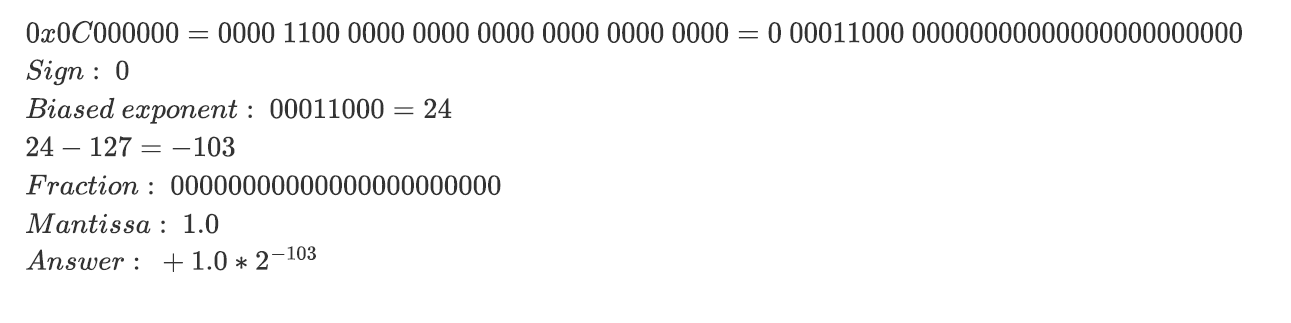 0x0C000000 = 0000 1100 0000 0000 0000 0000 0000 0000 = 0 00011000 00000000000000000000000
Sign : 0
Biased exponent : 00011000 = 24
24 − 127 = −103
Fraction : 00000000000000000000000
Mantissa : 1.0
Answer : + 1.0 ∗ 2⁻¹⁰³